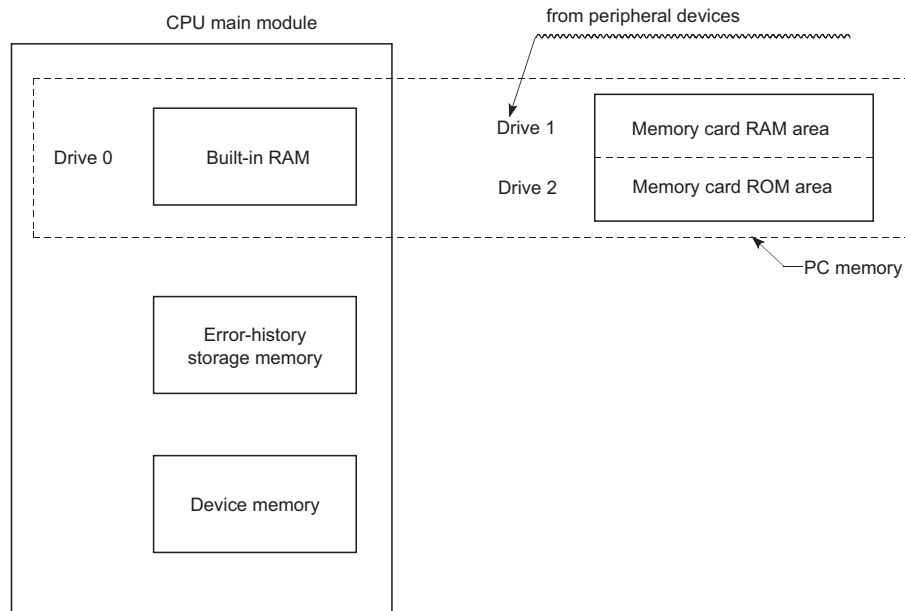 from peripheral devices
CPU main module
Drive 1
Memory card RAM area
Drive 0
Built-in RAM
Drive 2
Memory card ROM area
PC memory
Error-history
storage memory
Device memory